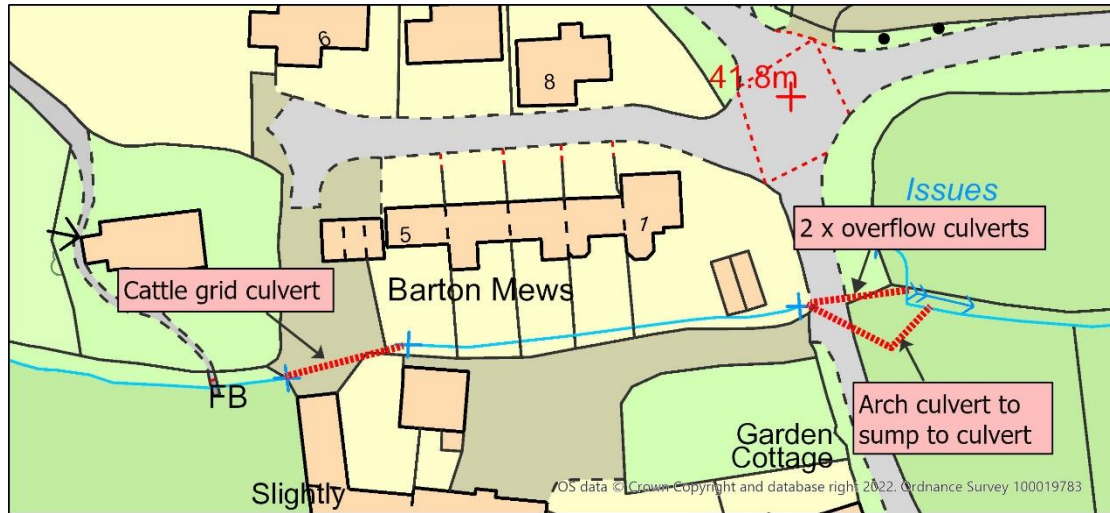 6
8
41.8m
Issues
2 x overflow culverts
5
1
Cattle grid culvert
Barton Mews
FB
Arch culvert to
sump to culvert
Garden
Cottage
Slightly
OS data © Crown Copyright and database right 2022. Ordnance Survey 100019783